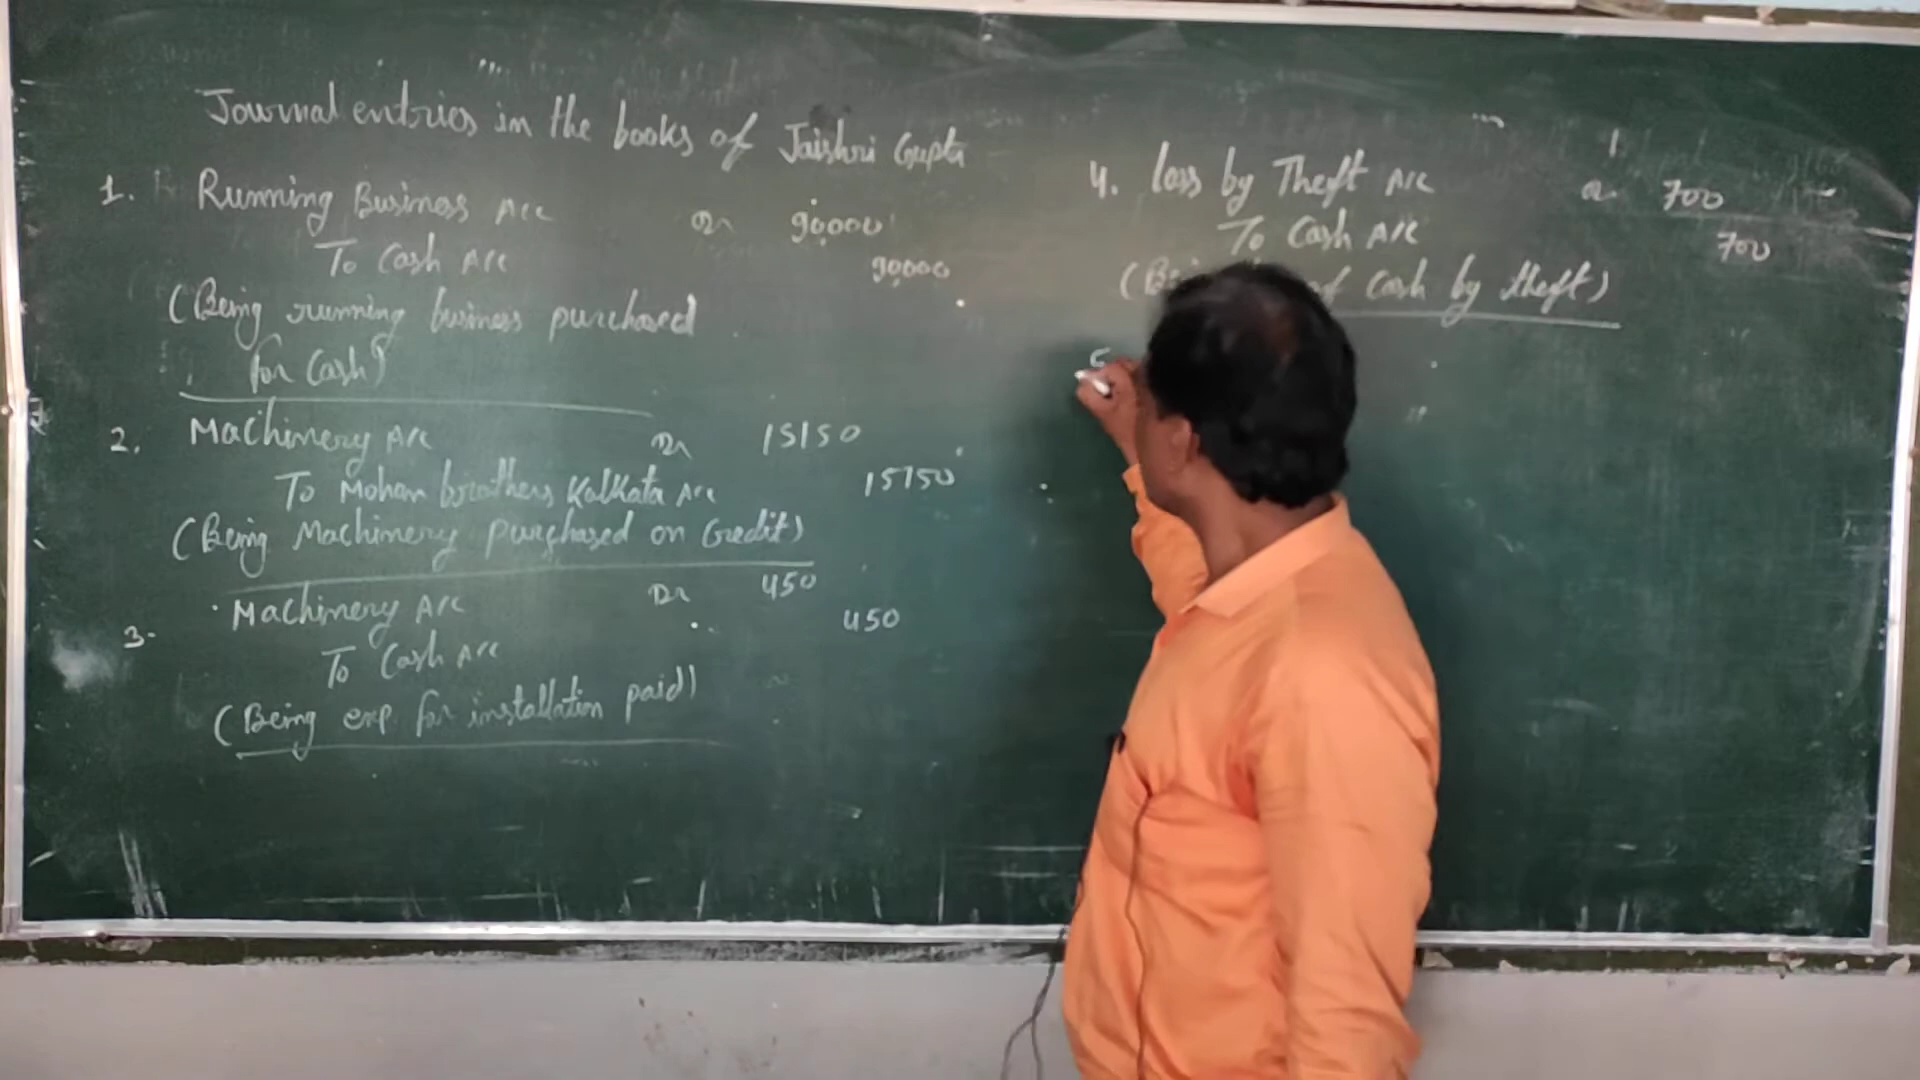 Journal entries in the books of Jaishri Gupta
1. Running Business A/c Dr 90000
To Cash A/c 90000
(Being running business purchased
for Cash)
2. Machinery A/c Dr 15150
To Mohan brothers Kalkata A/c 15150
(Being Machinery purchased on Credit)
3. Machinery A/c Dr 450
To Cash A/c 450
(Being exp. for installation paid)
4. loss by Theft A/c Dr 700
To Cash A/c 700
of Cash by theft)
5